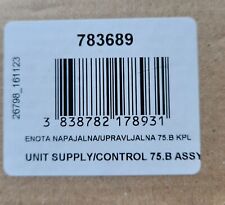 783689
26798_161123
3 838782 178931
ENOTA NAPAJALNA/UPRAVLJALNA 75.B KPL
UNIT SUPPLY/CONTROL 75.B ASSY